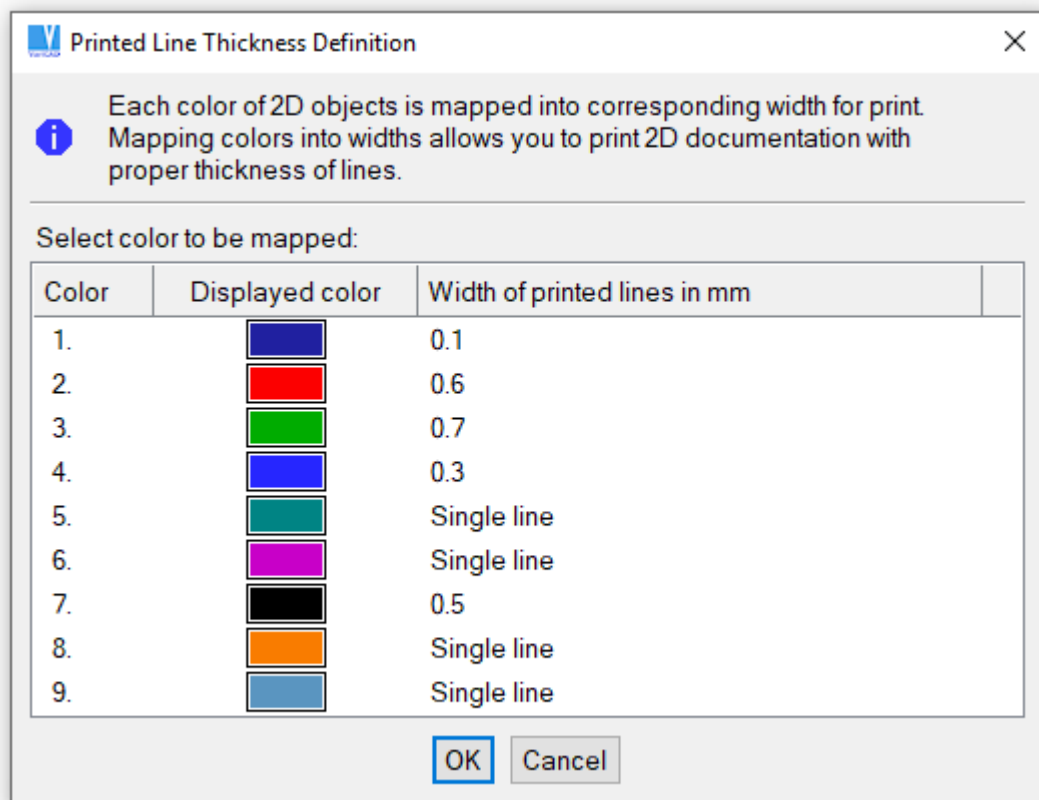 Printed Line Thickness Definition
Each color of 2D objects is mapped into corresponding width for print.
Mapping colors into widths allows you to print 2D documentation with
proper thickness of lines.
Select color to be mapped:
Color Displayed color Width of printed lines in mm
1. 0.1
2. 0.6
3. 0.7
4. 0.3
5. Single line
6. Single line
7. 0.5
8. Single line
9. Single line
OK Cancel